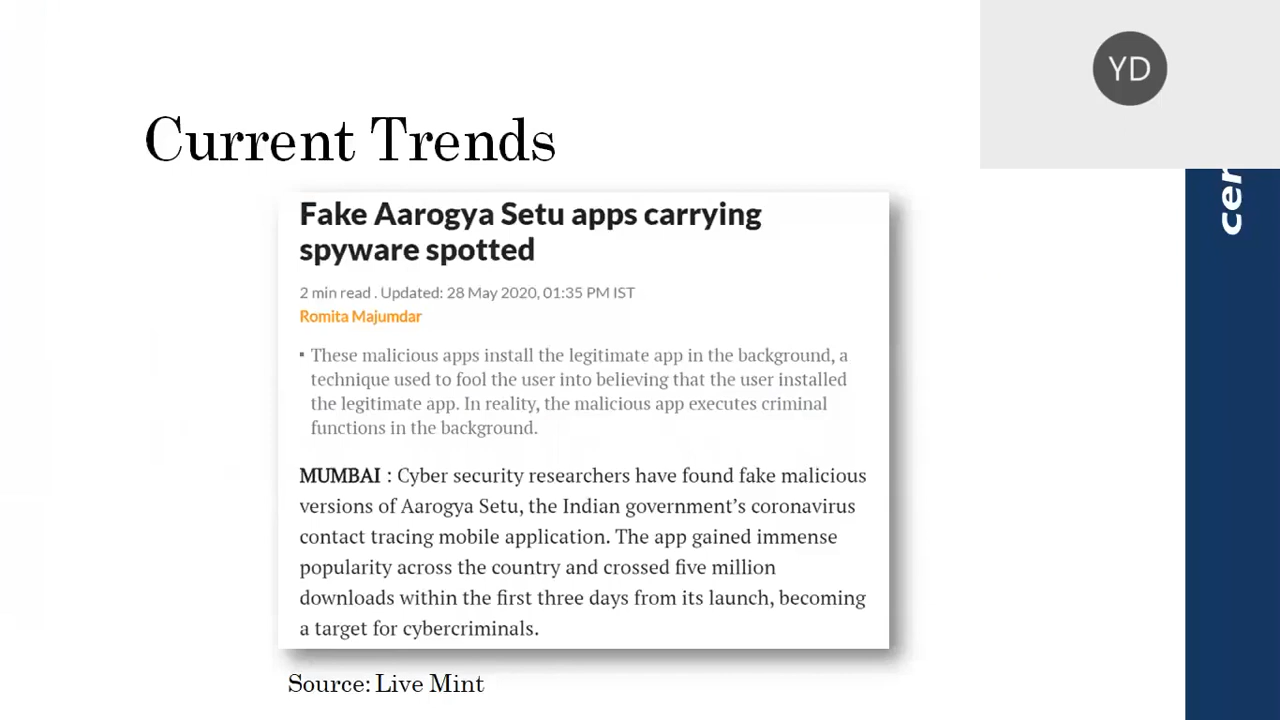 YD
Current Trends
cer
Fake Aarogya Setu apps carrying
spyware spotted
2 min read . Updated: 28 May 2020, 01:35 PM IST
Romita Majumdar
▪ These malicious apps install the legitimate app in the background, a
technique used to fool the user into believing that the user installed
the legitimate app. In reality, the malicious app executes criminal
functions in the background.
MUMBAI : Cyber security researchers have found fake malicious
versions of Aarogya Setu, the Indian government’s coronavirus
contact tracing mobile application. The app gained immense
popularity across the country and crossed five million
downloads within the first three days from its launch, becoming
a target for cybercriminals.
Source: Live Mint